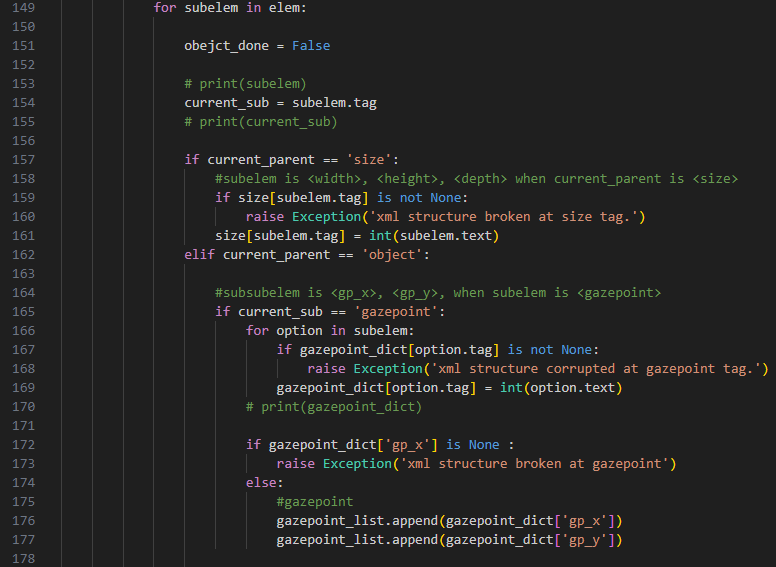 149 for subelem in elem:
150
151 obejct_done = False
152
153 # print(subelem)
154 current_sub = subelem.tag
155 # print(current_sub)
156
157 if current_parent == 'size':
158 #subelem is <width>, <height>, <depth> when current_parent is <size>
159 if size[subelem.tag] is not None:
160 raise Exception('xml structure broken at size tag.')
161 size[subelem.tag] = int(subelem.text)
162 elif current_parent == 'object':
163
164 #subsubelem is <gp_x>, <gp_y>, when subelem is <gazepoint>
165 if current_sub == 'gazepoint':
166 for option in subelem:
167 if gazepoint_dict[option.tag] is not None:
168 raise Exception('xml structure corrupted at gazepoint tag.')
169 gazepoint_dict[option.tag] = int(option.text)
170 # print(gazepoint_dict)
171
172 if gazepoint_dict['gp_x'] is None :
173 raise Exception('xml structure broken at gazepoint')
174 else:
175 #gazepoint
176 gazepoint_list.append(gazepoint_dict['gp_x'])
177 gazepoint_list.append(gazepoint_dict['gp_y'])
178